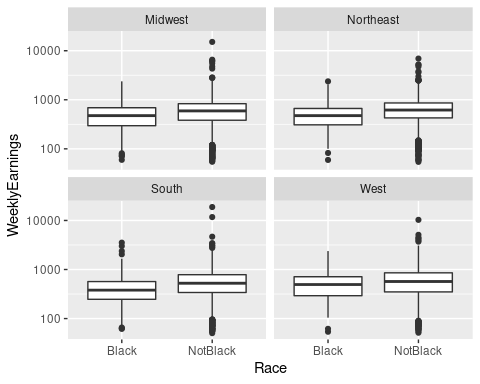 Midwest
Northeast
10000
1000
100
South
West
10000
1000
100
Black
NotBlack
Black
NotBlack
WeeklyEarnings
Race